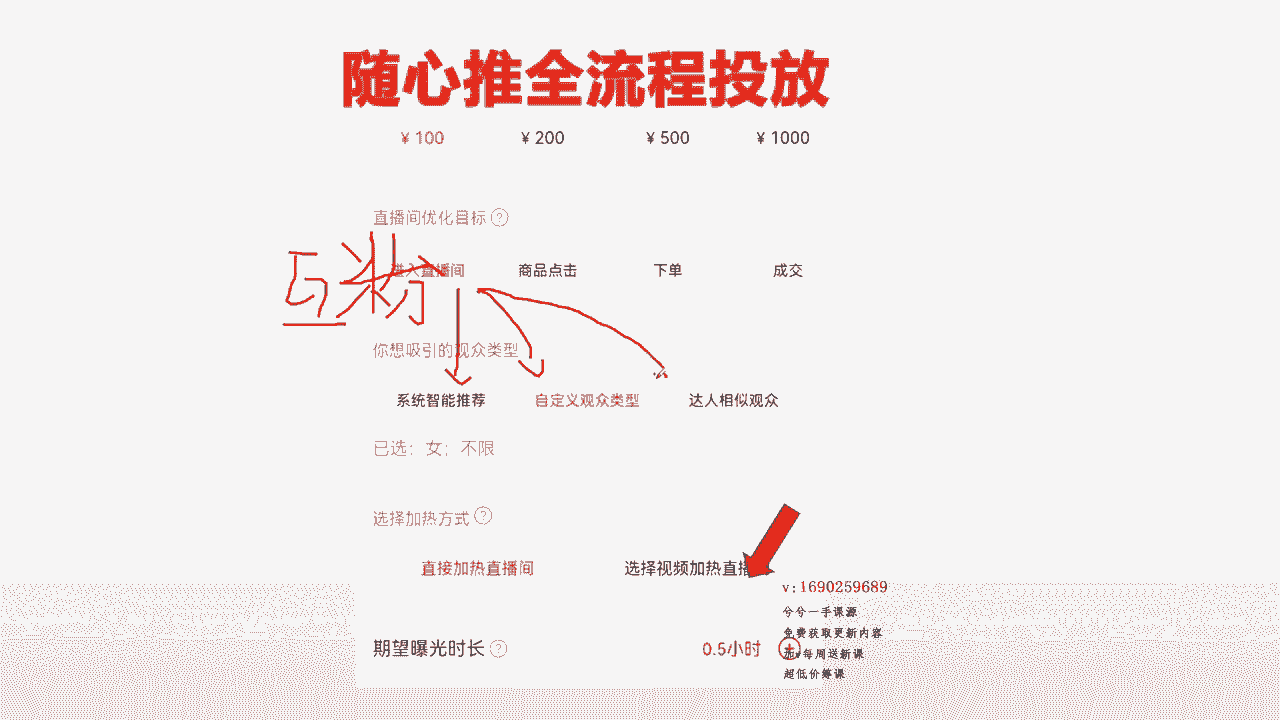 随心推全流程投放
¥ 100 ¥ 200 ¥ 500 ¥ 1000
直播间优化目标 ?
进入直播间 商品点击 下单 成交
互粉
你想吸引的观众类型
系统智能推荐 自定义观众类型 达人相似观众
已选：女；不限
选择加热方式 ?
直接加热直播间 选择视频加热直播
v:1690259689
兮兮一手课源
免费获取更新内容
期望曝光时长 ? 0.5小时
加v每周送新课
超低价筹课